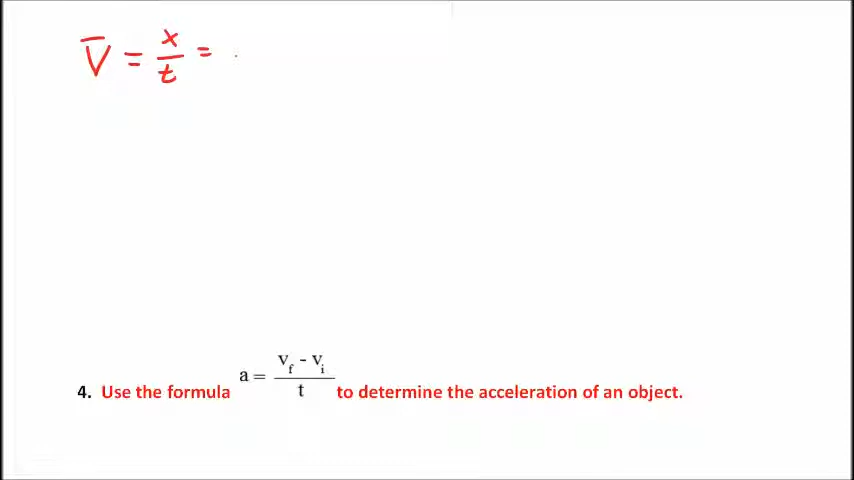 V̄ = x/t =
4. Use the formula a = (v_f - v_i)/t to determine the acceleration of an object.